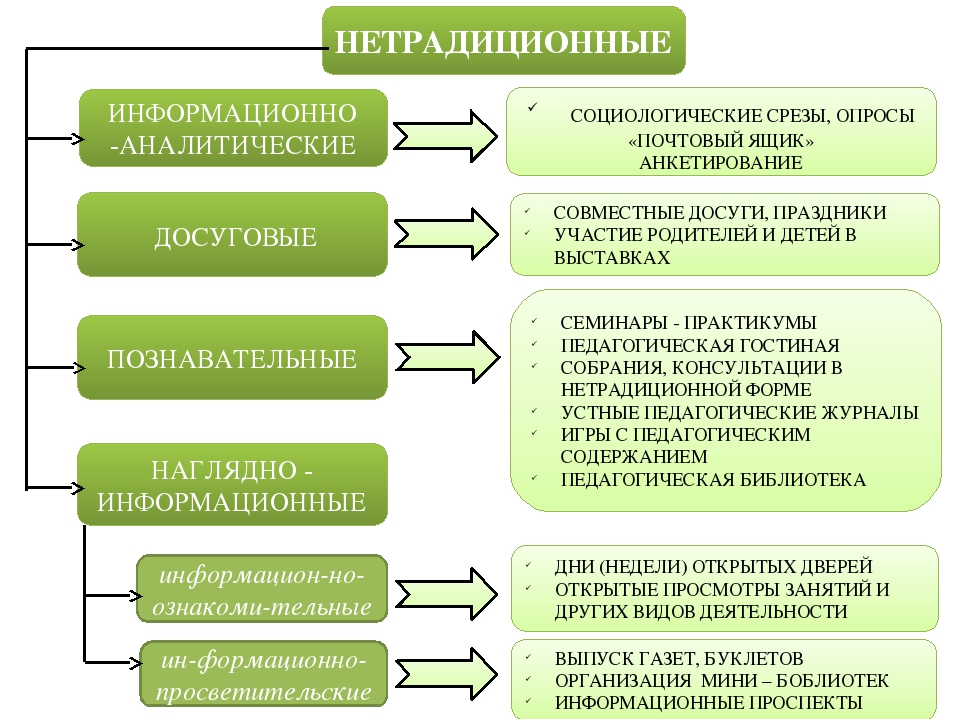 НЕТРАДИЦИОННЫЕ
ИНФОРМАЦИОННО
-АНАЛИТИЧЕСКИЕ
СОЦИОЛОГИЧЕСКИЕ СРЕЗЫ, ОПРОСЫ
«ПОЧТОВЫЙ ЯЩИК»
АНКЕТИРОВАНИЕ
ДОСУГОВЫЕ
СОВМЕСТНЫЕ ДОСУГИ, ПРАЗДНИКИ
УЧАСТИЕ РОДИТЕЛЕЙ И ДЕТЕЙ В
ВЫСТАВКАХ
ПОЗНАВАТЕЛЬНЫЕ
СЕМИНАРЫ - ПРАКТИКУМЫ
ПЕДАГОГИЧЕСКАЯ ГОСТИНАЯ
СОБРАНИЯ, КОНСУЛЬТАЦИИ В
НЕТРАДИЦИОННОЙ ФОРМЕ
УСТНЫЕ ПЕДАГОГИЧЕСКИЕ ЖУРНАЛЫ
ИГРЫ С ПЕДАГОГИЧЕСКИМ
СОДЕРЖАНИЕМ
ПЕДАГОГИЧЕСКАЯ БИБЛИОТЕКА
НАГЛЯДНО -
ИНФОРМАЦИОННЫЕ
информацион-но-
ознакоми-тельные
ДНИ (НЕДЕЛИ) ОТКРЫТЫХ ДВЕРЕЙ
ОТКРЫТЫЕ ПРОСМОТРЫ ЗАНЯТИЙ И
ДРУГИХ ВИДОВ ДЕЯТЕЛЬНОСТИ
ин-формационно-
просветительские
ВЫПУСК ГАЗЕТ, БУКЛЕТОВ
ОРГАНИЗАЦИЯ МИНИ – БОБЛИОТЕК
ИНФОРМАЦИОННЫЕ ПРОСПЕКТЫ